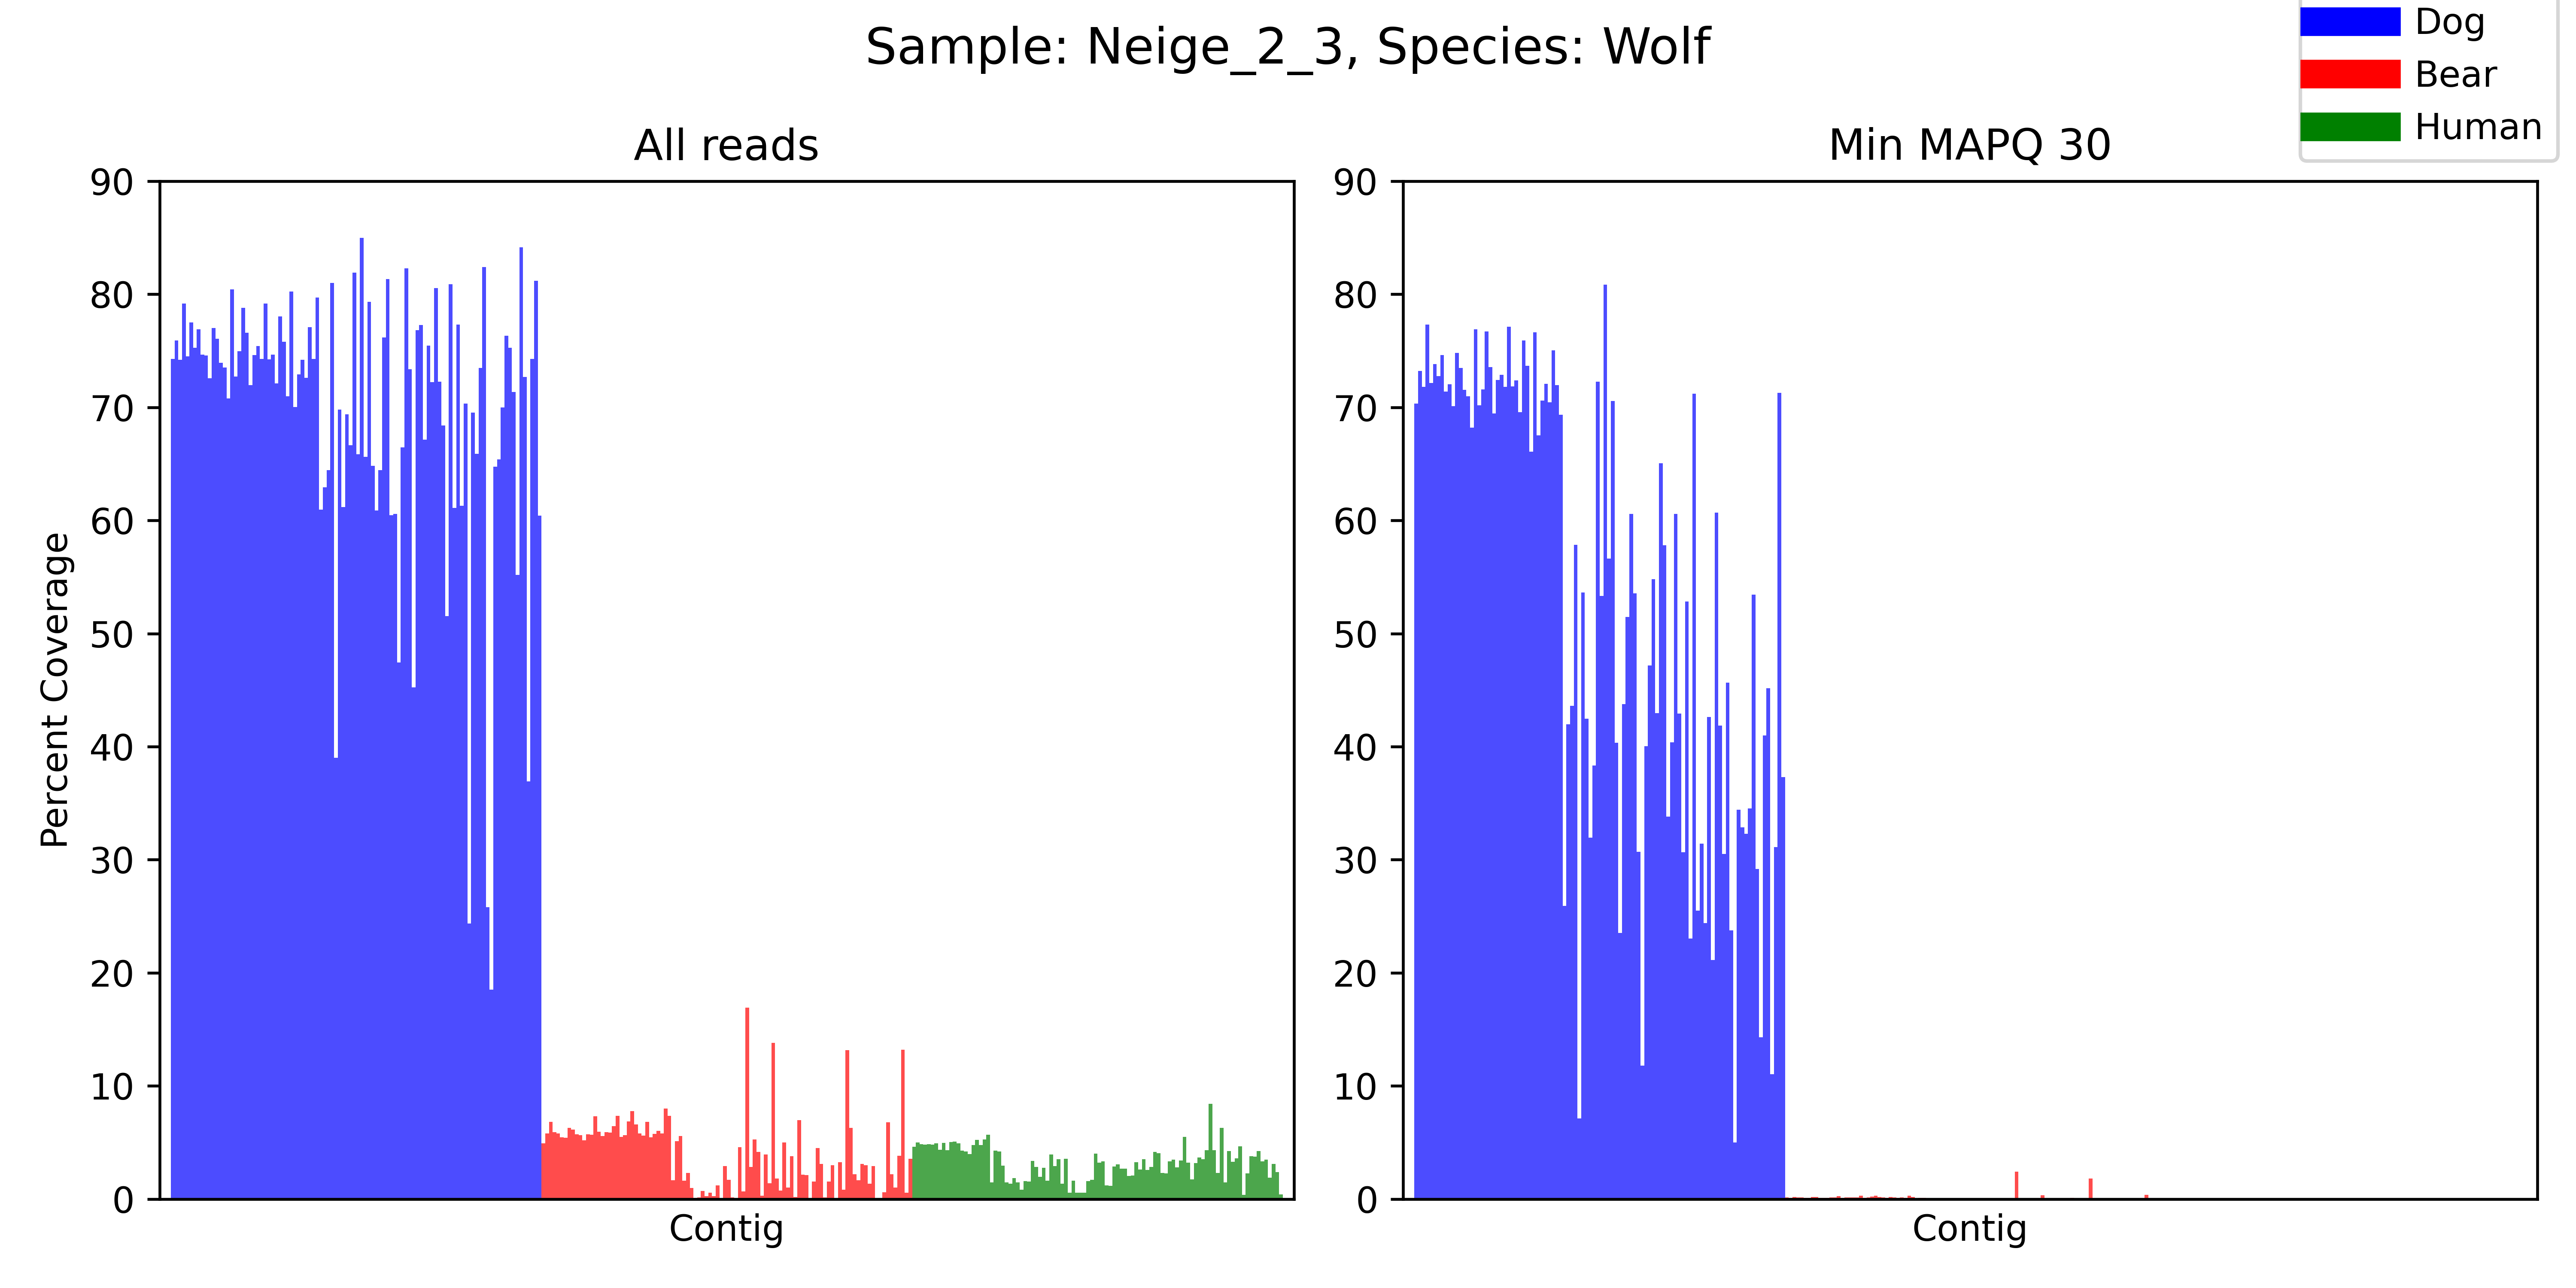 Sample: Neige_2_3, Species: Wolf
Dog
Bear
Human
All reads
Min MAPQ 30
Percent Coverage
90
80
70
60
50
40
30
20
10
0
Contig
90
80
70
60
50
40
30
20
10
0
Contig